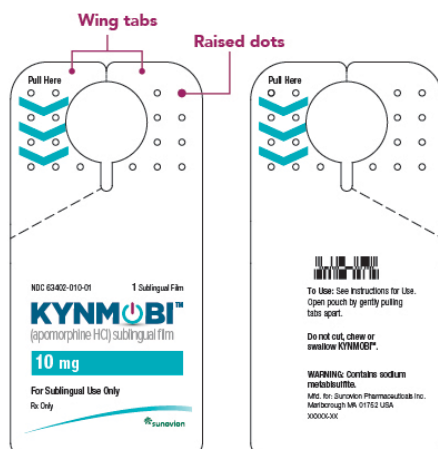 Wing tabs
Raised dots
Pull Here
NDC 63402-010-01 1 Sublingual Film
KYNMOBI™
(apomorphine HCl) sublingual film
10 mg
For Sublingual Use Only
Rx Only
sunovion
Pull Here
To Use: See Instructions for Use.
Open pouch by gently pulling
tabs apart.
Do not cut, chew or
swallow KYNMOBI™.
WARNING: Contains sodium
metabisulfite.
Mfd. for: Sunovion Pharmaceuticals Inc.
Marlborough MA 01752 USA
XXXXX-XX